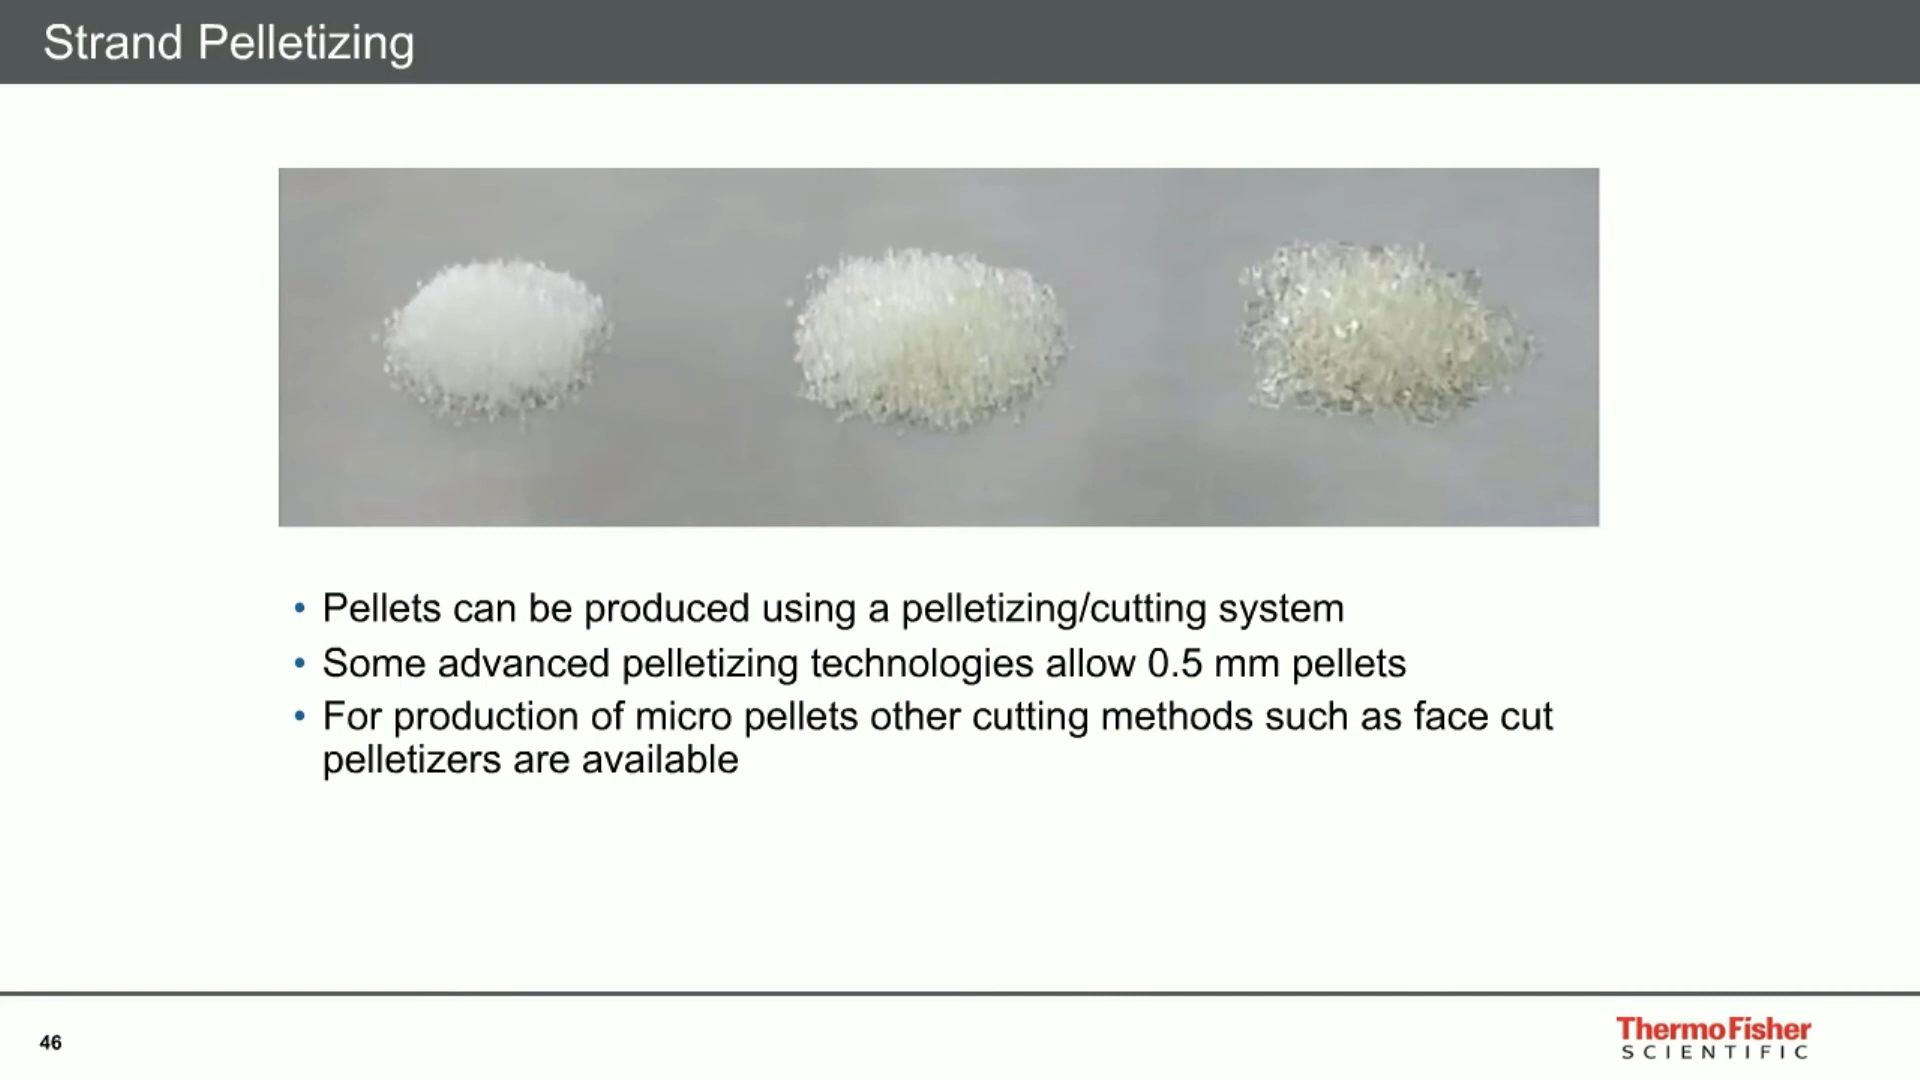 Strand Pelletizing
• Pellets can be produced using a pelletizing/cutting system
• Some advanced pelletizing technologies allow 0.5 mm pellets
• For production of micro pellets other cutting methods such as face cut
pelletizers are available
46
ThermoFisher
SCIENTIFIC